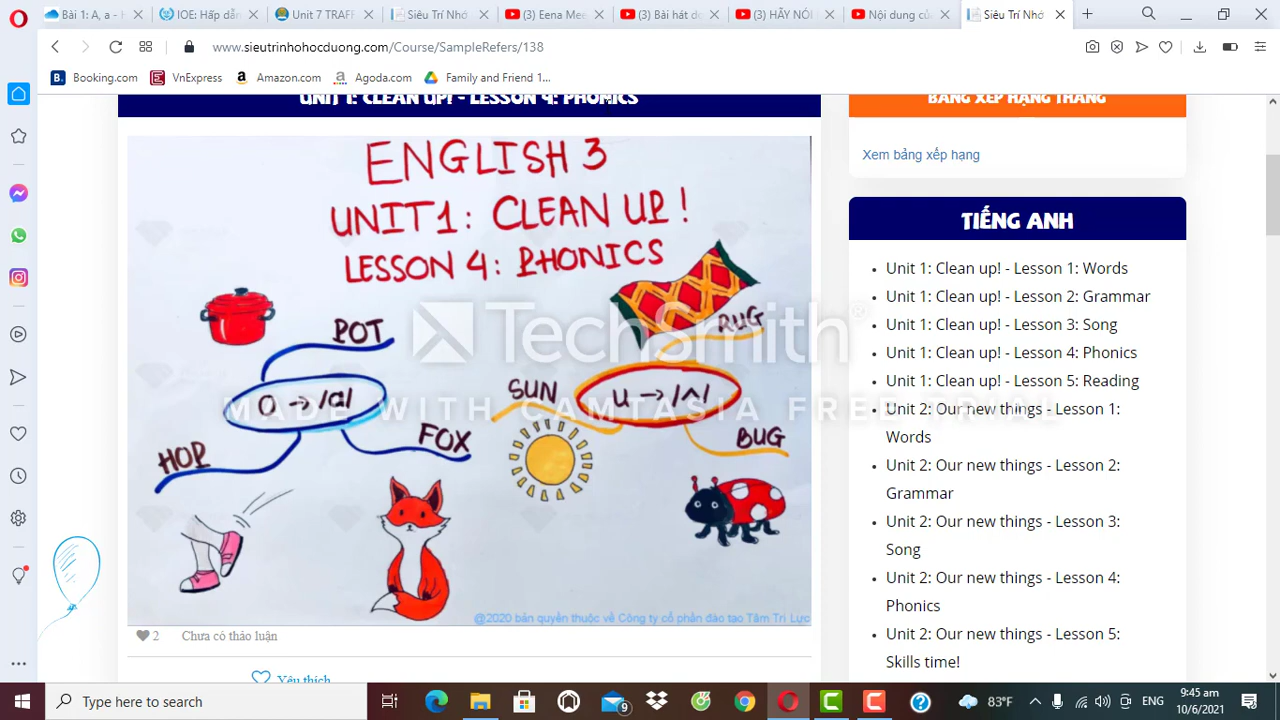 Bài 1: A, a -
IOE: Hấp dẫn
Unit 7 TRAFF
Siêu Trí Nhớ
(3) Eena Mee
(3) Bài hát de
(3) HÃY NÓI
Nội dung củ
Siêu Trí Nhớ
www.sieutrinhohocduong.com/Course/SampleRefers/138
Booking.com
VnExpress
Amazon.com
Agoda.com
Family and Friend 1...
UNIT 1: CLEAN UP! - LESSON 4: PHONICS
BẢNG XẾP HẠNG THÁNG
Xem bảng xếp hạng
ENGLISH 3
UNIT1: CLEAN UP!
LESSON 4: PHONICS
POT
RUG
O → /a/
SUN
u → /ʌ/
HOP
FOX
BUG
TechSmith®
MADE WITH CAMTASIA FREE TRIAL
@2020 bản quyền thuộc về Công ty cổ phần đào tạo Tâm Trí Lực
2 Chưa có thảo luận
Yêu thích
TIẾNG ANH
Unit 1: Clean up! - Lesson 1: Words
Unit 1: Clean up! - Lesson 2: Grammar
Unit 1: Clean up! - Lesson 3: Song
Unit 1: Clean up! - Lesson 4: Phonics
Unit 1: Clean up! - Lesson 5: Reading
Unit 2: Our new things - Lesson 1:
Words
Unit 2: Our new things - Lesson 2:
Grammar
Unit 2: Our new things - Lesson 3:
Song
Unit 2: Our new things - Lesson 4:
Phonics
Unit 2: Our new things - Lesson 5:
Skills time!
Type here to search
9
83°F
ENG
9:45 am
10/6/2021